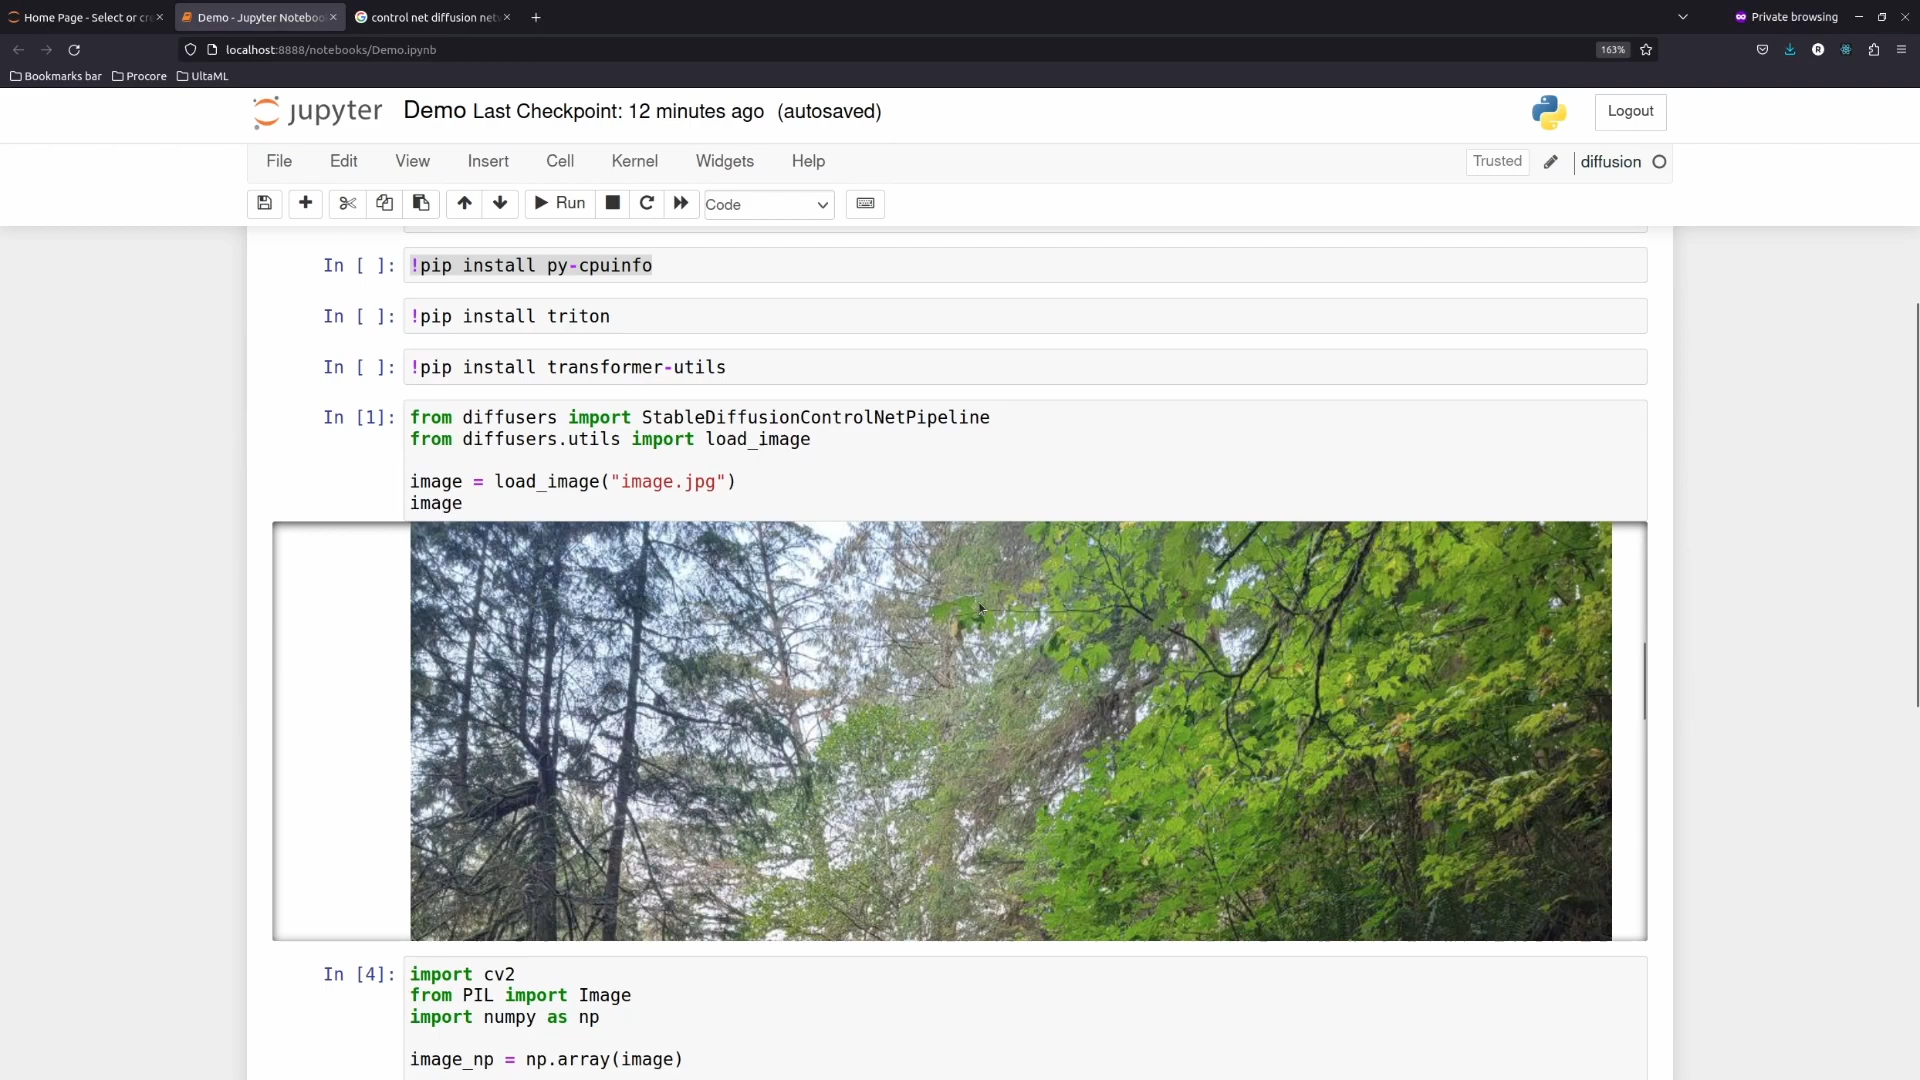 Home Page - Select or cr
Demo - Jupyter Noteboo
control net diffusion net
Private browsing
localhost:8888/notebooks/Demo.ipynb
163%
Bookmarks bar
Procore
UltaML
jupyter
Demo Last Checkpoint: 12 minutes ago (autosaved)
Logout
File Edit View Insert Cell Kernel Widgets Help
Trusted
diffusion
Run
Code
In [ ]: !pip install py-cpuinfo
In [ ]: !pip install triton
In [ ]: !pip install transformer-utils
In [1]: from diffusers import StableDiffusionControlNetPipeline
from diffusers.utils import load_image
image = load_image("image.jpg")
image
In [4]: import cv2
from PIL import Image
import numpy as np
image_np = np.array(image)